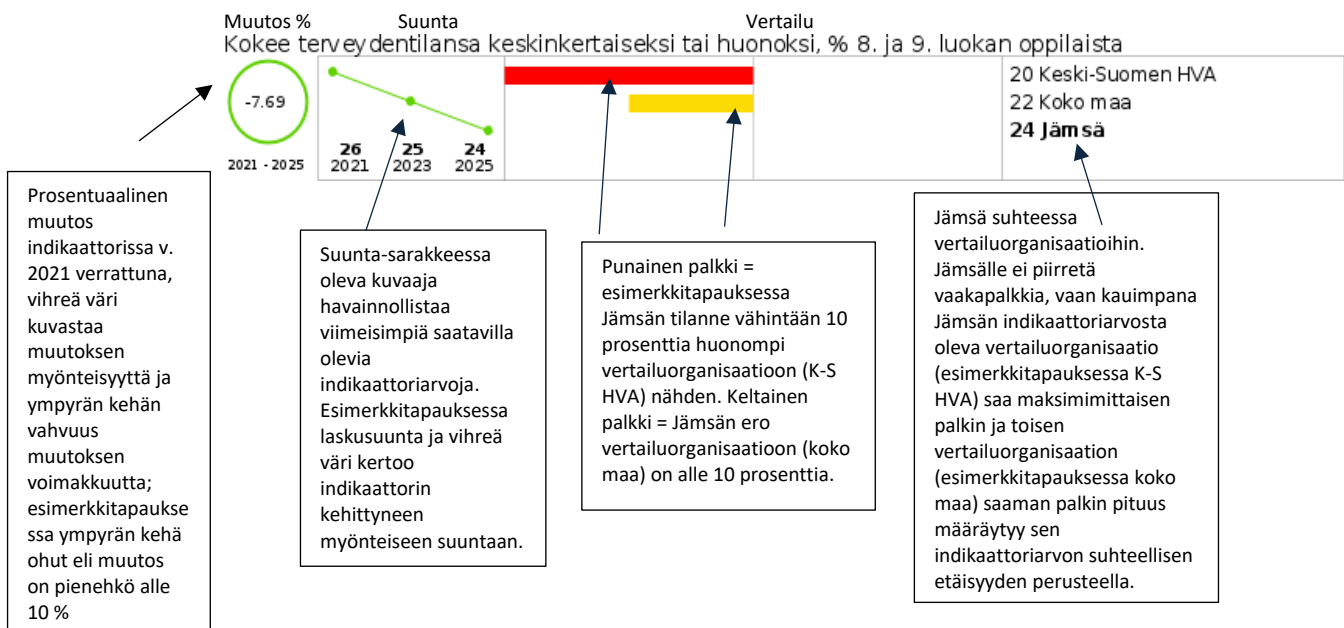 Muutos % Suunta Vertailu
Kokee terveydentilansa keskinkertaiseksi tai huonoksi, % 8. ja 9. luokan oppilaista
-7.69
2021 - 2025
26 25 24
2021 2023 2025
20 Keski-Suomen HVA
22 Koko maa
24 Jämsä
Prosentuaalinen
muutos
indikaattorissa v.
2021 verrattuna,
vihreä väri
kuvastaa
muutoksen
myönteisyyttä ja
ympyrän kehän
vahvuus
muutoksen
voimakkuutta;
esimerkkitapaukse
ssa ympyrän kehä
ohut eli muutos
on pienehkö alle
10 %
Suunta-sarakkeessa
oleva kuvaaja
havainnollistaa
viimeisimpiä saatavilla
olevia
indikaattoriarvoja.
Esimerkkitapauksessa
laskusuunta ja vihreä
väri kertoo
indikaattorin
kehittyneen
myönteiseen suuntaan.
Punainen palkki =
esimerkkitapauksessa
Jämsän tilanne vähintään 10
prosenttia huonompi
vertailuorganisaatioon (K-S
HVA) nähden. Keltainen
palkki = Jämsän ero
vertailuorganisaatioon (koko
maa) on alle 10 prosenttia.
Jämsä suhteessa
vertailuorganisaatioihin.
Jämsälle ei piirretä
vaakapalkkia, vaan kauimpana
Jämsän indikaattoriarvosta
oleva vertailuorganisaatio
(esimerkkitapauksessa K-S
HVA) saa maksimimittaisen
palkin ja toisen
vertailuorganisaation
(esimerkkitapauksessa koko
maa) saaman palkin pituus
määräytyy sen
indikaattoriarvon suhteellisen
etäisyyden perusteella.